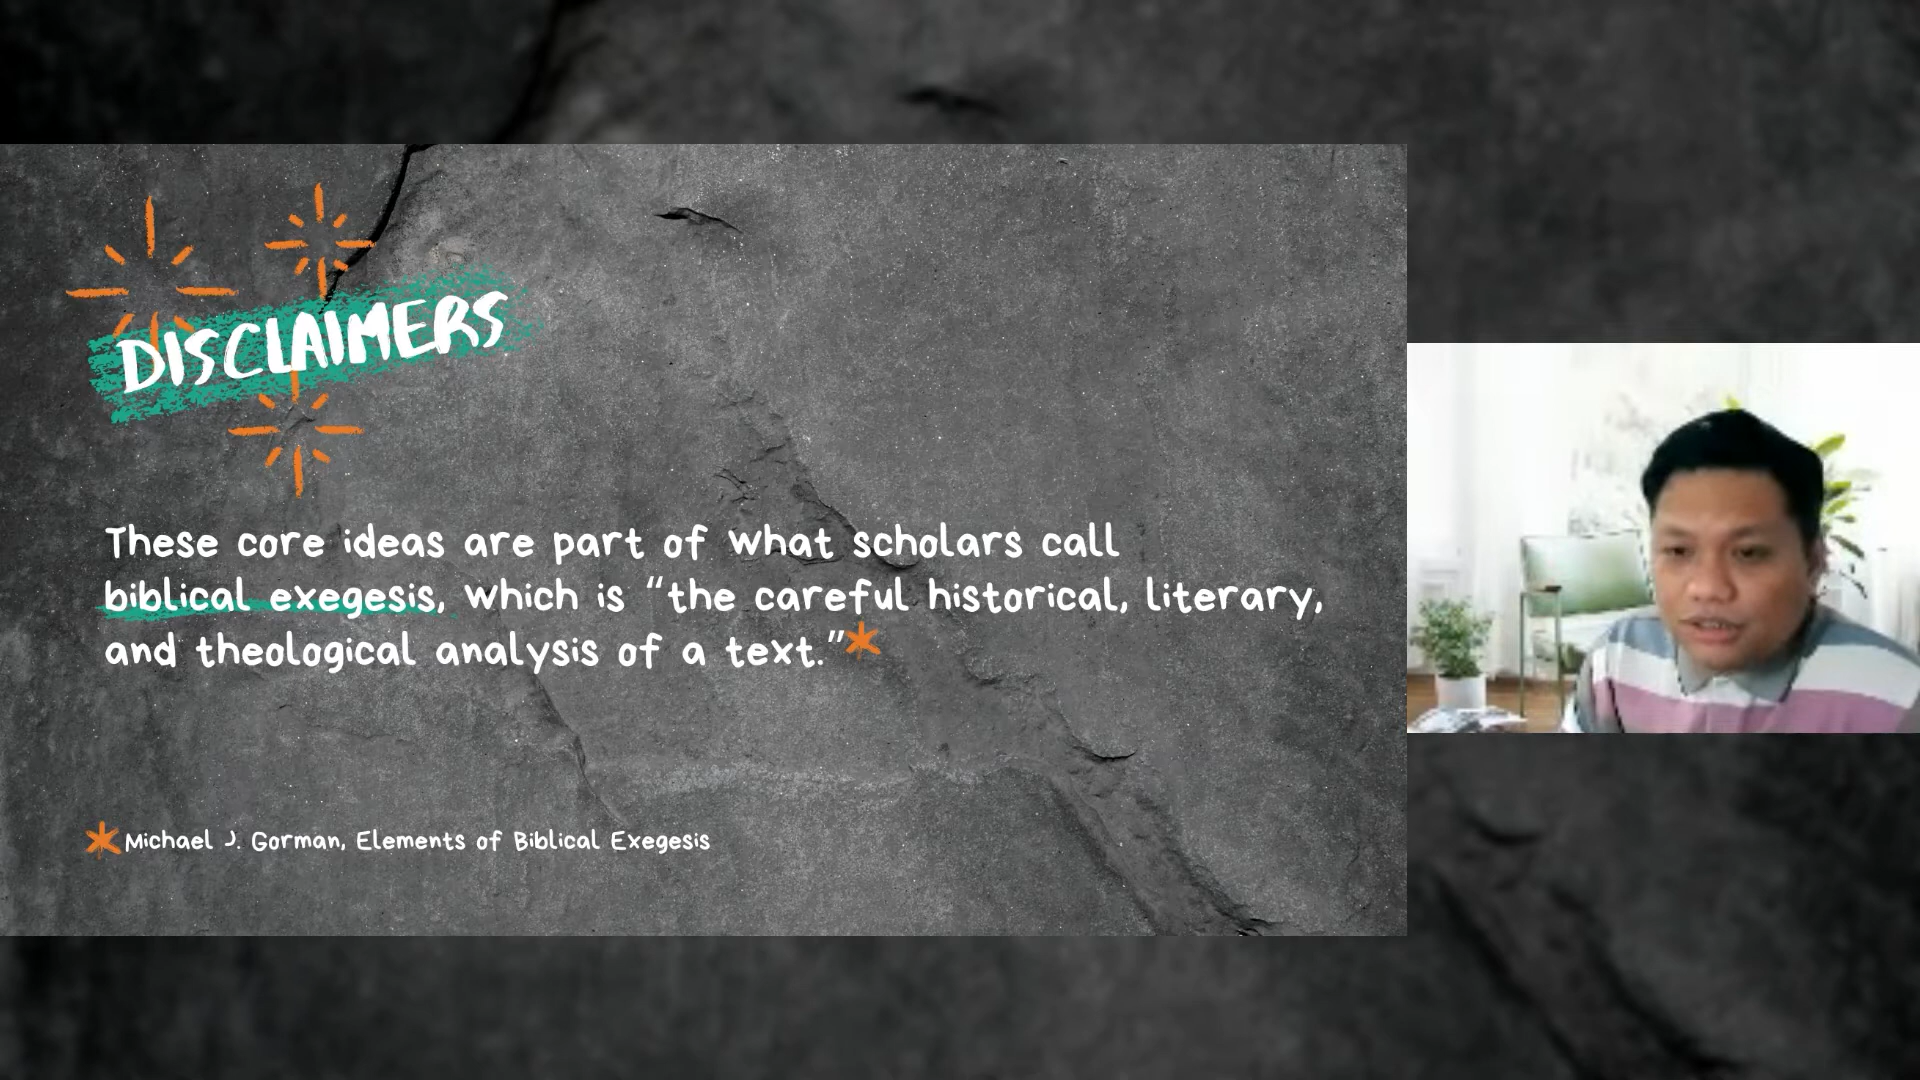 DISCLAIMERS
These core ideas are part of what scholars call
biblical exegesis, which is “the careful historical, literary,
and theological analysis of a text.”*
*Michael J. Gorman, Elements of Biblical Exegesis